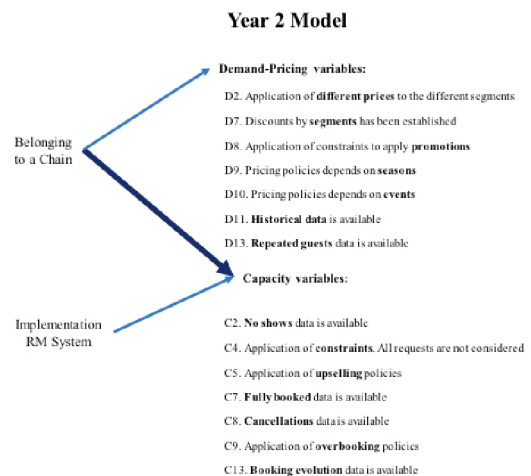 Year 2 Model
Demand-Pricing variables:
D2. Application of different prices to the different segments
D7. Discounts by segments has been established
D8. Application of constraints to apply promotions
D9. Pricing policies depends on seasons
D10. Pricing policies depends on events
D11. Historical data is available
D13. Repeated guests data is available
Belonging
to a Chain
Capacity variables:
Implementation
RM System
C2. No shows data is available
C4. Application of constraints. All requests are not considered
C5. Application of upselling policies
C7. Fully booked data is available
C8. Cancellations data is available
C9. Application of overbooking policies
C13. Booking evolution data is available